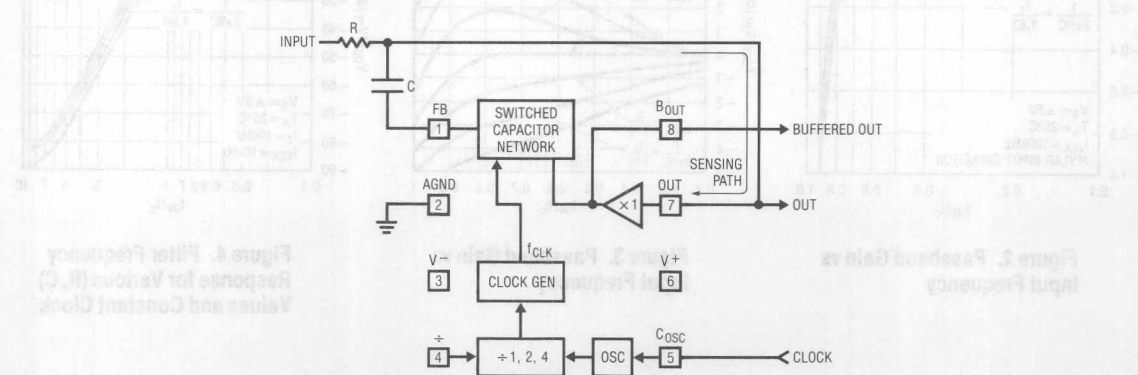 R
INPUT
C
FB
1
SWITCHED
CAPACITOR
NETWORK
BOUT
8
BUFFERED OUT
SENSING
PATH
AGND
2
×1
OUT
7
OUT
fCLK
V−
3
CLOCK GEN
V+
6
÷
4
÷1, 2, 4
OSC
COSC
5
CLOCK
Figure 2. Passband Gain vs
Input Frequency
Figure 3. Passband Gain vs
Input Frequency
Figure 4. Filter Frequency
Response for Various (R, C)
Values and Constant Clock